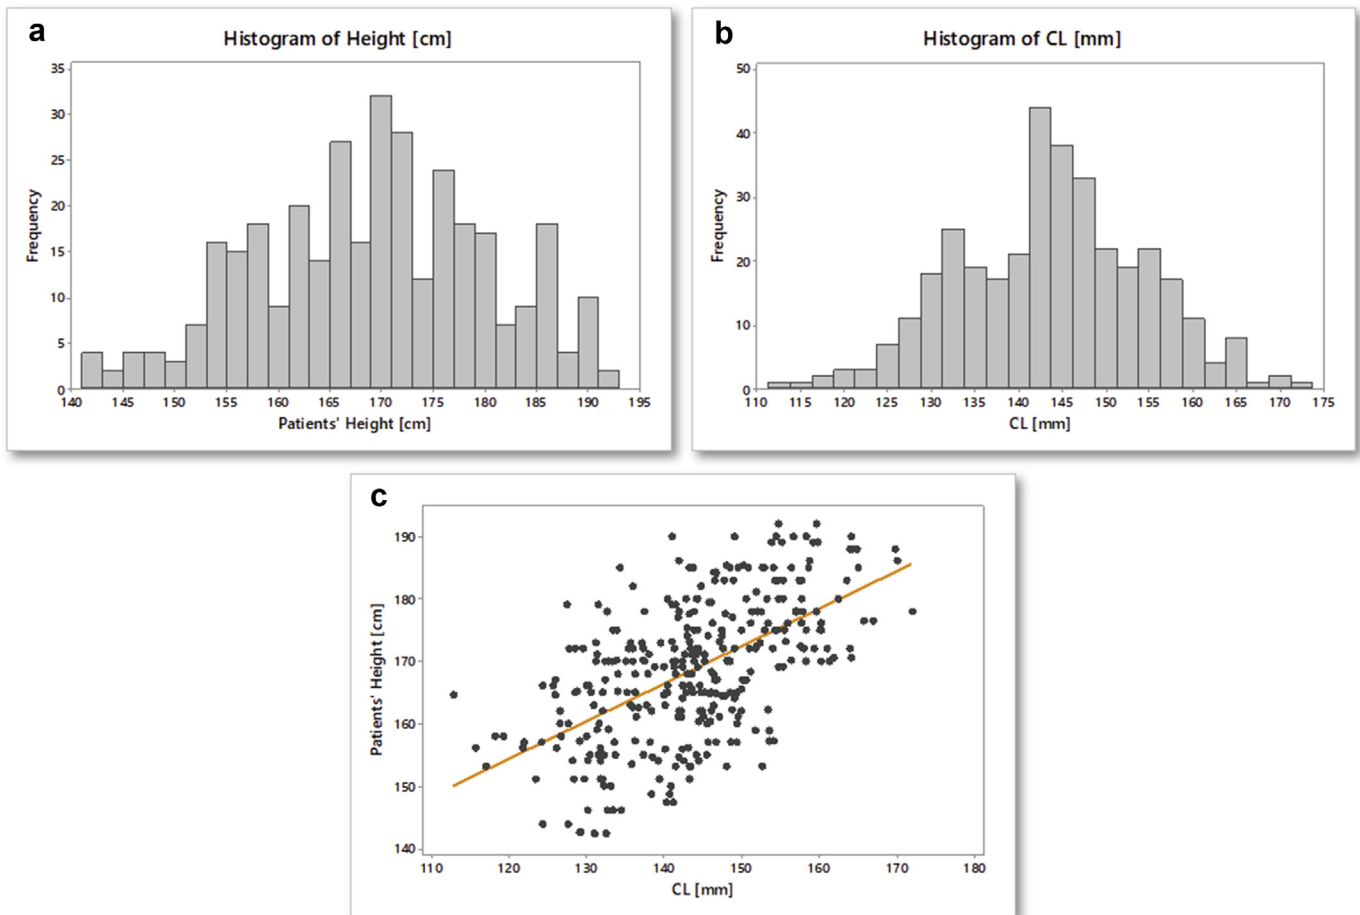 a
Histogram of Height [cm]
35
30
25
20
15
10
5
0
Frequency
140 145 150 155 160 165 170 175 180 185 190 195
Patients' Height [cm]
b
Histogram of CL [mm]
50
40
30
20
10
0
Frequency
110 115 120 125 130 135 140 145 150 155 160 165 170 175
CL [mm]
c
190
180
170
160
150
140
Patients' Height [cm]
110 120 130 140 150 160 170 180
CL [mm]